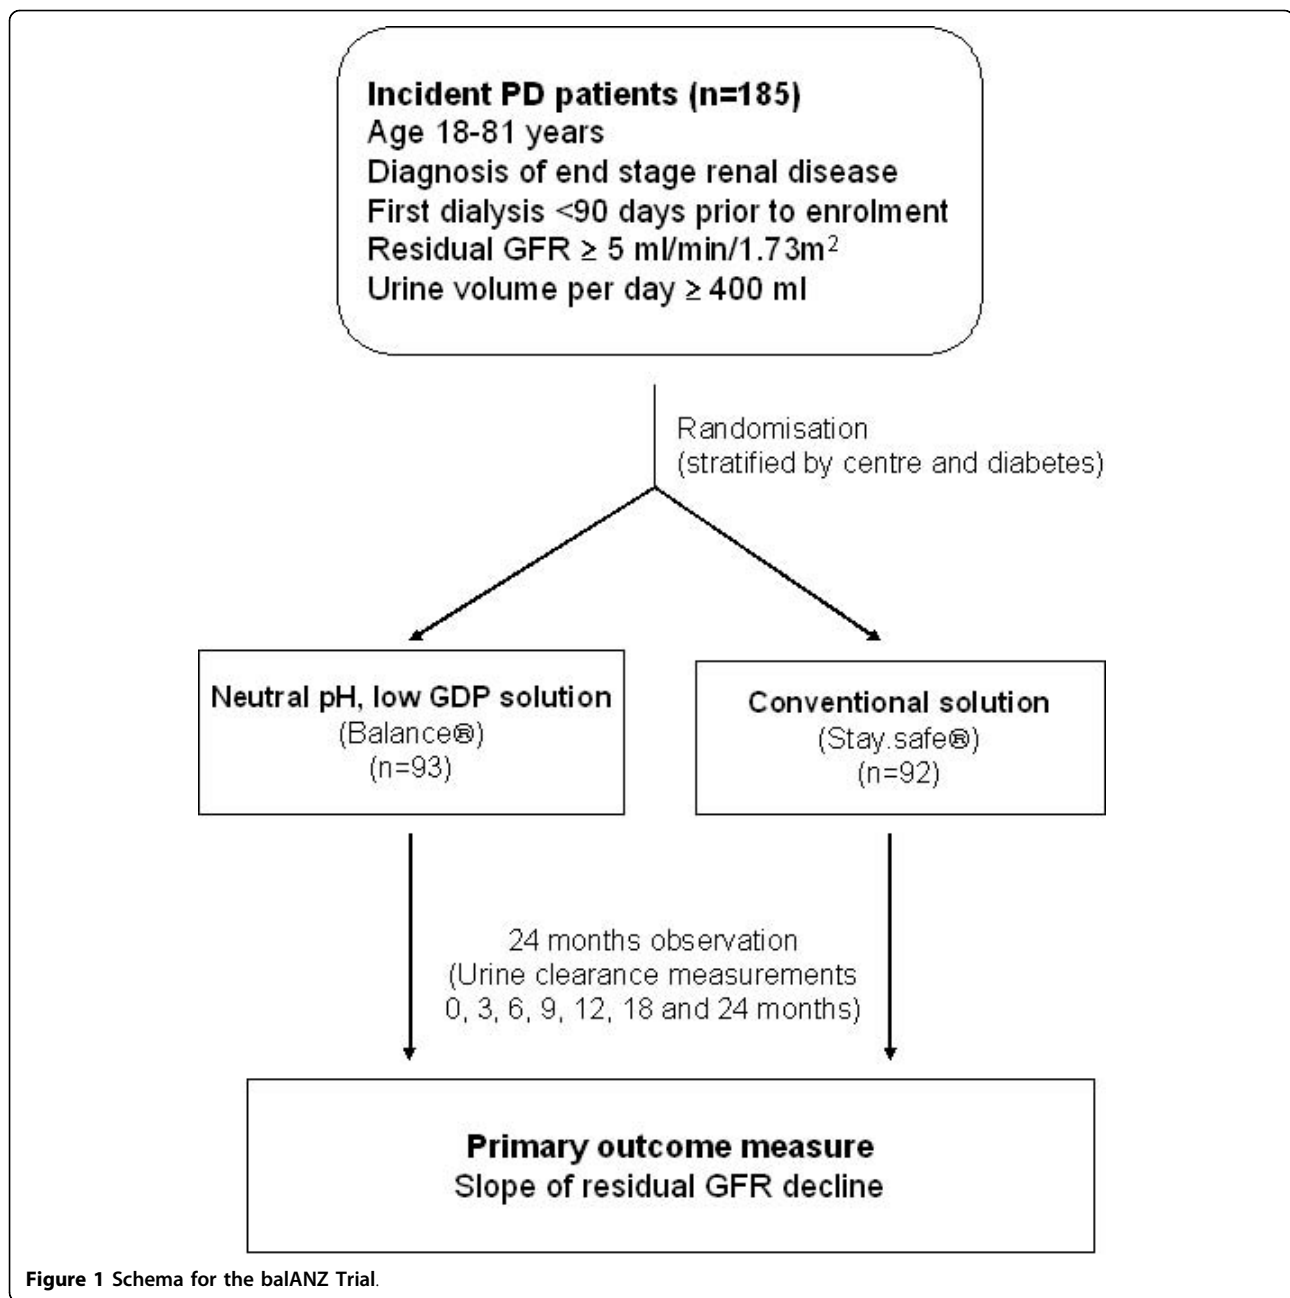 Incident PD patients (n=185)
Age 18-81 years
Diagnosis of end stage renal disease
First dialysis <90 days prior to enrolment
Residual GFR ≥ 5 ml/min/1.73m²
Urine volume per day ≥ 400 ml
Randomisation
(stratified by centre and diabetes)
Neutral pH, low GDP solution
(Balance®)
(n=93)
Conventional solution
(Stay.safe®)
(n=92)
24 months observation
(Urine clearance measurements
0, 3, 6, 9, 12, 18 and 24 months)
Primary outcome measure
Slope of residual GFR decline
Figure 1 Schema for the balANZ Trial.